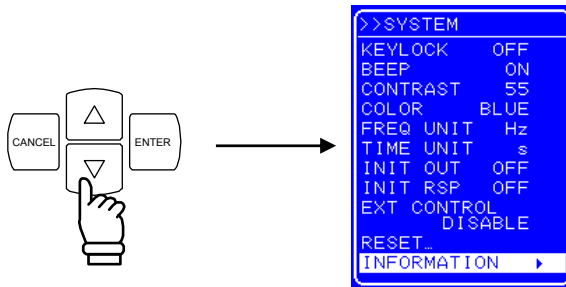 CANCEL
△
▽
ENTER
>>SYSTEM
KEYLOCK OFF
BEEP ON
CONTRAST 55
COLOR BLUE
FREQ UNIT Hz
TIME UNIT s
INIT OUT OFF
INIT RSP OFF
EXT CONTROL
DISABLE
RESET…
INFORMATION ▶